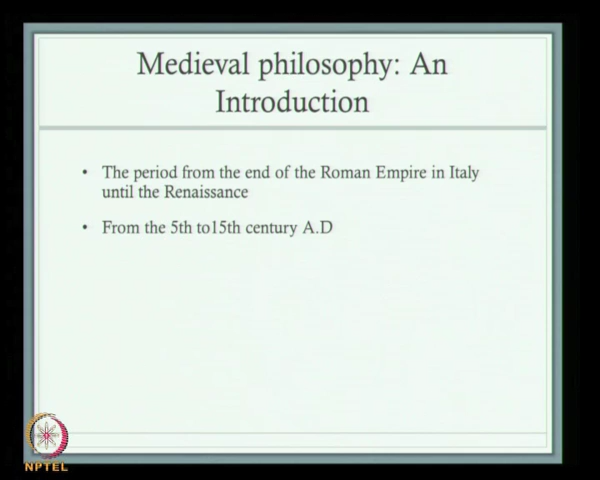 Medieval philosophy: An
Introduction
• The period from the end of the Roman Empire in Italy
until the Renaissance
• From the 5th to15th century A.D
NPTEL